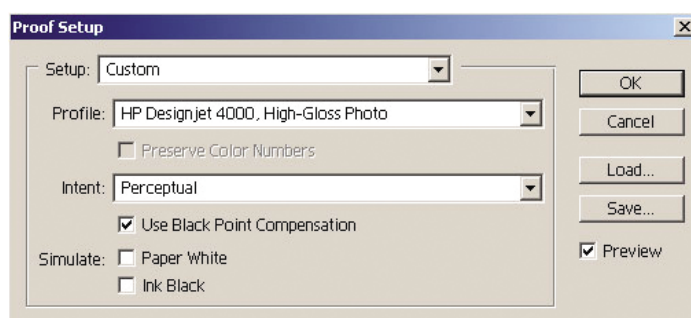 Proof Setup
Setup: Custom
OK
Profile: HP Designjet 4000, High-Gloss Photo
Cancel
Preserve Color Numbers
Load...
Intent: Perceptual
Save...
Use Black Point Compensation
Preview
Simulate: Paper White
Ink Black